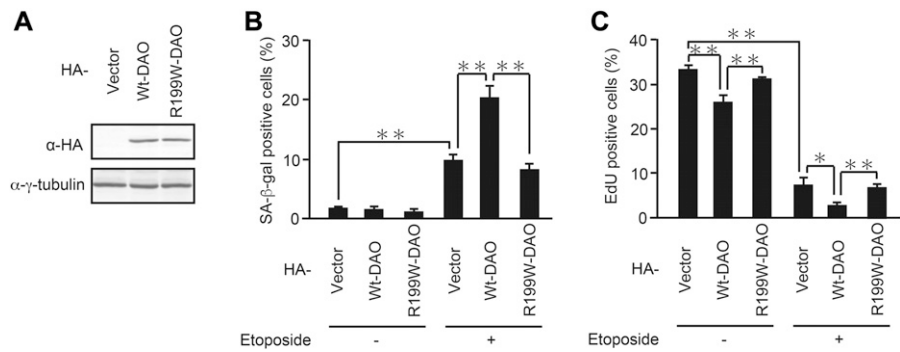 A
HA-
Vector
Wt-DAO
R199W-DAO
α-HA
α-γ-tubulin
B
SA-β-gal positive cells (%)
30
20
10
0
** ** **
HA-
Vector
Wt-DAO
R199W-DAO
Vector
Wt-DAO
R199W-DAO
Etoposide - +
C
EdU positive cells (%)
40
30
20
10
0
**
** **
* **
HA-
Vector
Wt-DAO
R199W-DAO
Vector
Wt-DAO
R199W-DAO
Etoposide - +